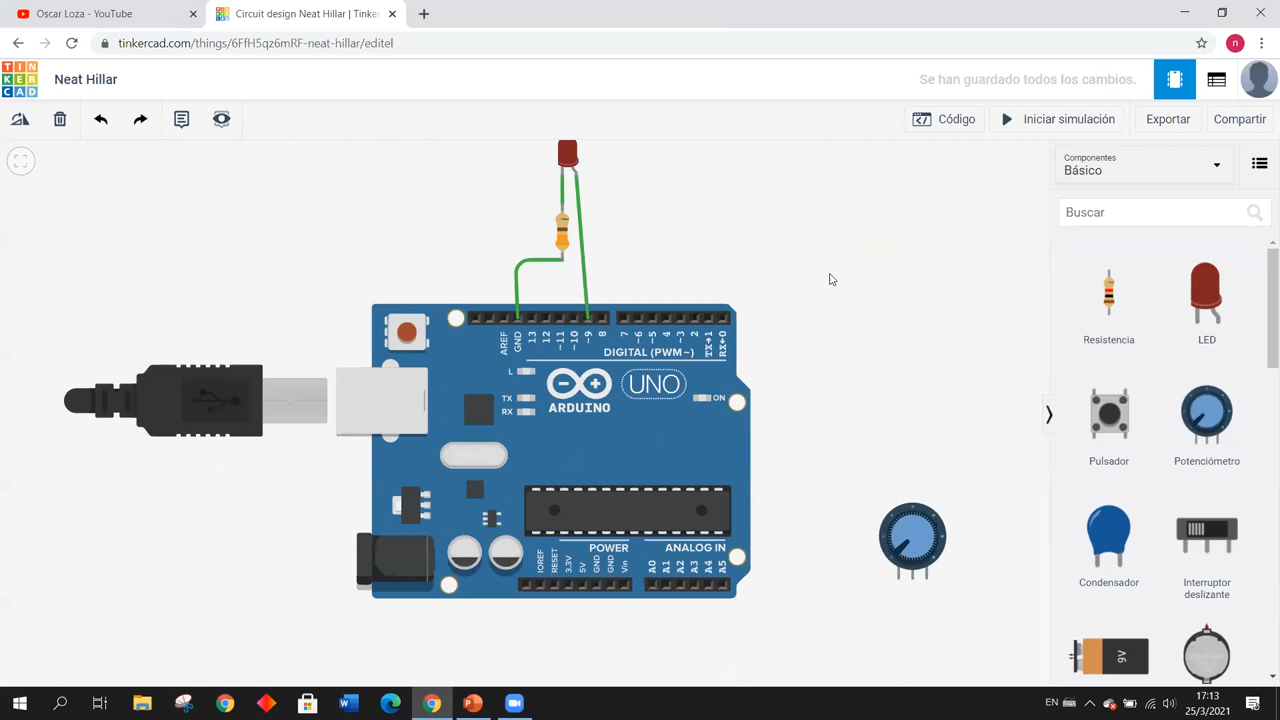 Oscar Loza - YouTube
Circuit design Neat Hillar | Tinker
tinkercad.com/things/6FfH5qz6mRF-neat-hillar/editel
n
TIN
KER
CAD
Neat Hillar
Se han guardado todos los cambios.
Código
Iniciar simulación
Exportar
Compartir
Componentes
Básico
Buscar
Resistencia
LED
Pulsador
Potenciómetro
Condensador
Interruptor
deslizante
9V
AREF
GND
13
12
~11
~10
~9
8
7
~6
~5
4
~3
2
TX→1
RX←0
DIGITAL (PWM~)
L
TX
RX
ARDUINO
UNO
ON
IOREF
RESET
3.3V
5V
GND
GND
Vin
POWER
ANALOG IN
A0
A1
A2
A3
A4
A5
EN
17:13
25/3/2021